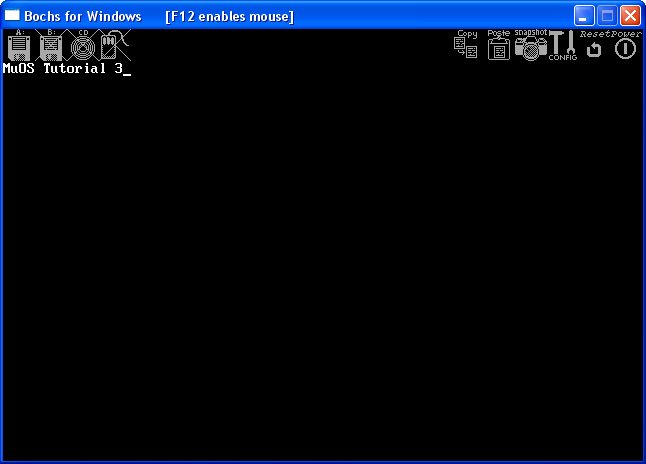 Bochs for Windows [F12 enables mouse]
A: B: CD Copy Paste Snapshot CONFIG Reset Power
MuOS Tutorial 3_